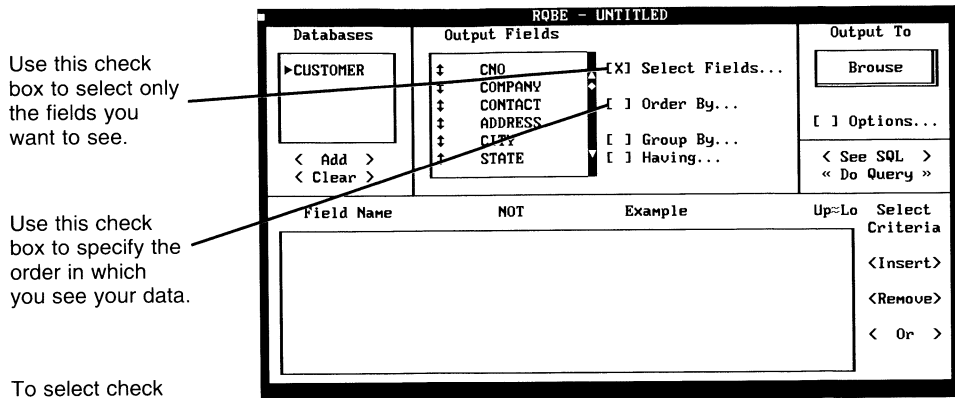 RQBE - UNTITLED
Use this check
box to select only
the fields you
want to see.
Use this check
box to specify the
order in which
you see your data.
To select check
Databases
►CUSTOMER
< Add >
< Clear >
Output Fields
↕ CNO
↕ COMPANY
↕ CONTACT
↕ ADDRESS
↕ CITY
↕ STATE
[X] Select Fields...
[ ] Order By...
[ ] Group By...
[ ] Having...
Output To
Browse
[ ] Options...
< See SQL >
« Do Query »
Field Name NOT Example Up≈Lo Select
Criteria
<Insert>
<Remove>
< Or >